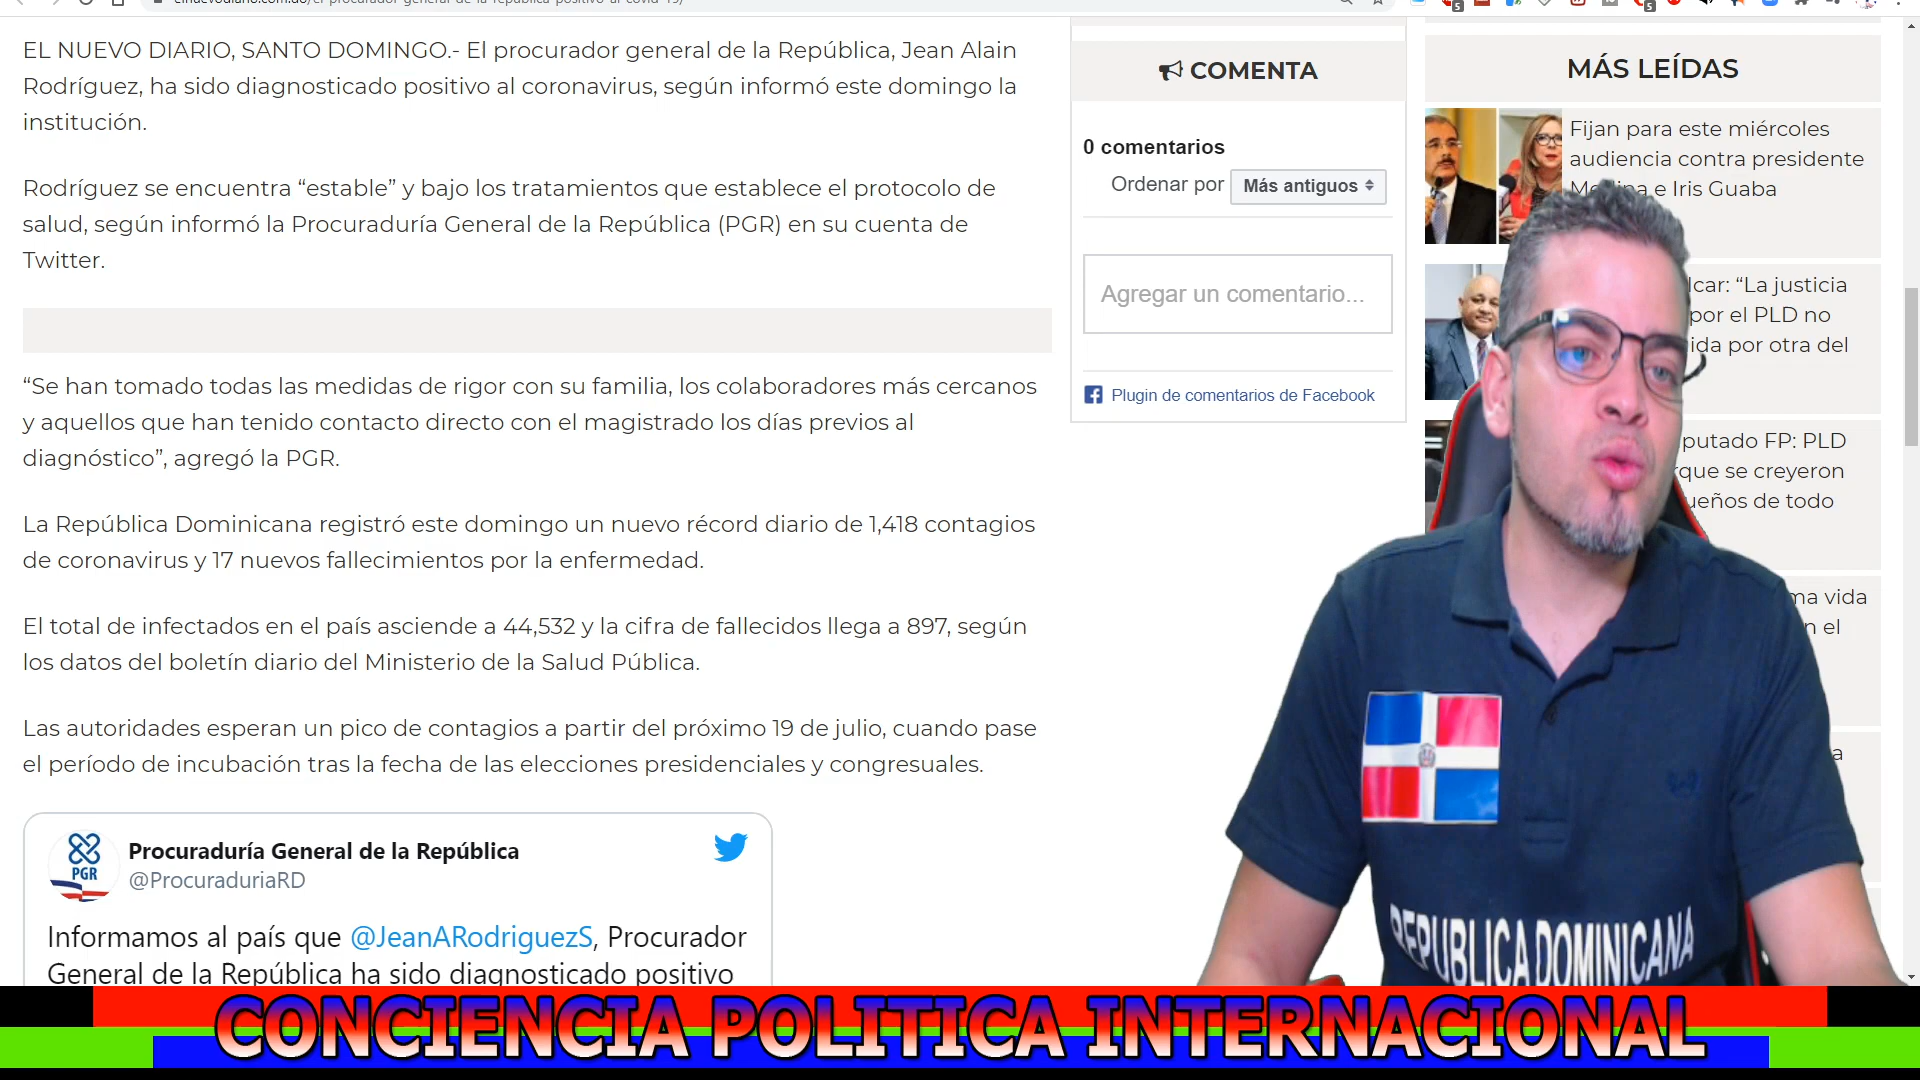 EL NUEVO DIARIO, SANTO DOMINGO.- El procurador general de la República, Jean Alain
Rodríguez, ha sido diagnosticado positivo al coronavirus, según informó este domingo la
institución.
Rodríguez se encuentra “estable” y bajo los tratamientos que establece el protocolo de
salud, según informó la Procuraduría General de la República (PGR) en su cuenta de
Twitter.
“Se han tomado todas las medidas de rigor con su familia, los colaboradores más cercanos
y aquellos que han tenido contacto directo con el magistrado los días previos al
diagnóstico”, agregó la PGR.
La República Dominicana registró este domingo un nuevo récord diario de 1,418 contagios
de coronavirus y 17 nuevos fallecimientos por la enfermedad.
El total de infectados en el país asciende a 44,532 y la cifra de fallecidos llega a 897, según
los datos del boletín diario del Ministerio de la Salud Pública.
Las autoridades esperan un pico de contagios a partir del próximo 19 de julio, cuando pase
el período de incubación tras la fecha de las elecciones presidenciales y congresuales.
Procuraduría General de la República
@ProcuraduriaRD
PGR
Informamos al país que @JeanARodriguezS, Procurador
General de la República ha sido diagnosticado positivo
COMENTA
0 comentarios
Ordenar por Más antiguos
Agregar un comentario...
Plugin de comentarios de Facebook
MÁS LEÍDAS
Fijan para este miércoles
audiencia contra presidente
Medina e Iris Guaba
“La justicia
por el PLD no
por otra del
FP: PLD
se creyeron
de todo
vida
el
REPUBLICA DOMINICANA
CONCIENCIA POLITICA INTERNACIONAL